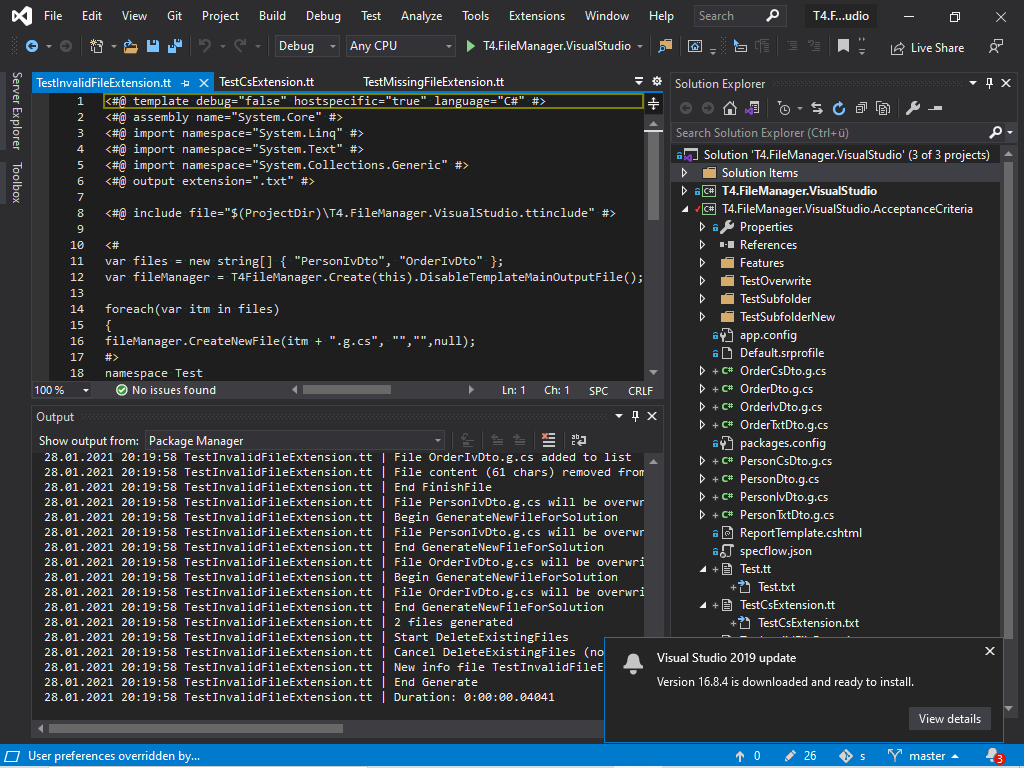 File Edit View Git Project Build Debug Test Analyze Tools Extensions Window Help Search T4.F...udio
Debug Any CPU T4.FileManager.VisualStudio Live Share
Server Explorer
Toolbox
TestInvalidFileExtension.tt TestCsExtension.tt TestMissingFileExtension.tt
1 <#@ template debug="false" hostspecific="true" language="C#" #>
2 <#@ assembly name="System.Core" #>
3 <#@ import namespace="System.Linq" #>
4 <#@ import namespace="System.Text" #>
5 <#@ import namespace="System.Collections.Generic" #>
6 <#@ output extension=".txt" #>
7
8 <#@ include file="$(ProjectDir)\T4.FileManager.VisualStudio.ttinclude" #>
9
10 <#
11 var files = new string[] { "PersonIvDto", "OrderIvDto" };
12 var fileManager = T4FileManager.Create(this).DisableTemplateMainOutputFile();
13
14 foreach(var itm in files)
15 {
16 fileManager.CreateNewFile(itm + ".g.cs", "","",null);
17 #>
18 namespace Test
100 % No issues found Ln: 1 Ch: 1 SPC CRLF
Output
Show output from: Package Manager
28.01.2021 20:19:58 TestInvalidFileExtension.tt | File OrderIvDto.g.cs added to list
28.01.2021 20:19:58 TestInvalidFileExtension.tt | File content (61 chars) removed from
28.01.2021 20:19:58 TestInvalidFileExtension.tt | End FinishFile
28.01.2021 20:19:58 TestInvalidFileExtension.tt | File PersonIvDto.g.cs will be overwr
28.01.2021 20:19:58 TestInvalidFileExtension.tt | Begin GenerateNewFileForSolution
28.01.2021 20:19:58 TestInvalidFileExtension.tt | File PersonIvDto.g.cs will be overwr
28.01.2021 20:19:58 TestInvalidFileExtension.tt | End GenerateNewFileForSolution
28.01.2021 20:19:58 TestInvalidFileExtension.tt | File OrderIvDto.g.cs will be overwri
28.01.2021 20:19:58 TestInvalidFileExtension.tt | Begin GenerateNewFileForSolution
28.01.2021 20:19:58 TestInvalidFileExtension.tt | File OrderIvDto.g.cs will be overwri
28.01.2021 20:19:58 TestInvalidFileExtension.tt | End GenerateNewFileForSolution
28.01.2021 20:19:58 TestInvalidFileExtension.tt | 2 files generated
28.01.2021 20:19:58 TestInvalidFileExtension.tt | Start DeleteExistingFiles
28.01.2021 20:19:58 TestInvalidFileExtension.tt | Cancel DeleteExistingFiles (no
28.01.2021 20:19:58 TestInvalidFileExtension.tt | New info file TestInvalidFileE
28.01.2021 20:19:58 TestInvalidFileExtension.tt | End Generate
28.01.2021 20:19:58 TestInvalidFileExtension.tt | Duration: 0:00:00.04041
Solution Explorer
Search Solution Explorer (Ctrl+ü)
Solution 'T4.FileManager.VisualStudio' (3 of 3 projects)
Solution Items
C# T4.FileManager.VisualStudio
C# T4.FileManager.VisualStudio.AcceptanceCriteria
Properties
References
Features
TestOverwrite
TestSubfolder
TestSubfolderNew
app.config
Default.srprofile
C# OrderCsDto.g.cs
C# OrderDto.g.cs
C# OrderIvDto.g.cs
C# OrderTxtDto.g.cs
packages.config
C# PersonCsDto.g.cs
C# PersonDto.g.cs
C# PersonIvDto.g.cs
C# PersonTxtDto.g.cs
ReportTemplate.cshtml
specflow.json
Test.tt
Test.txt
TestCsExtension.tt
TestCsExtension.txt
Visual Studio 2019 update
Version 16.8.4 is downloaded and ready to install.
View details
User preferences overridden by... 0 26 s master 3